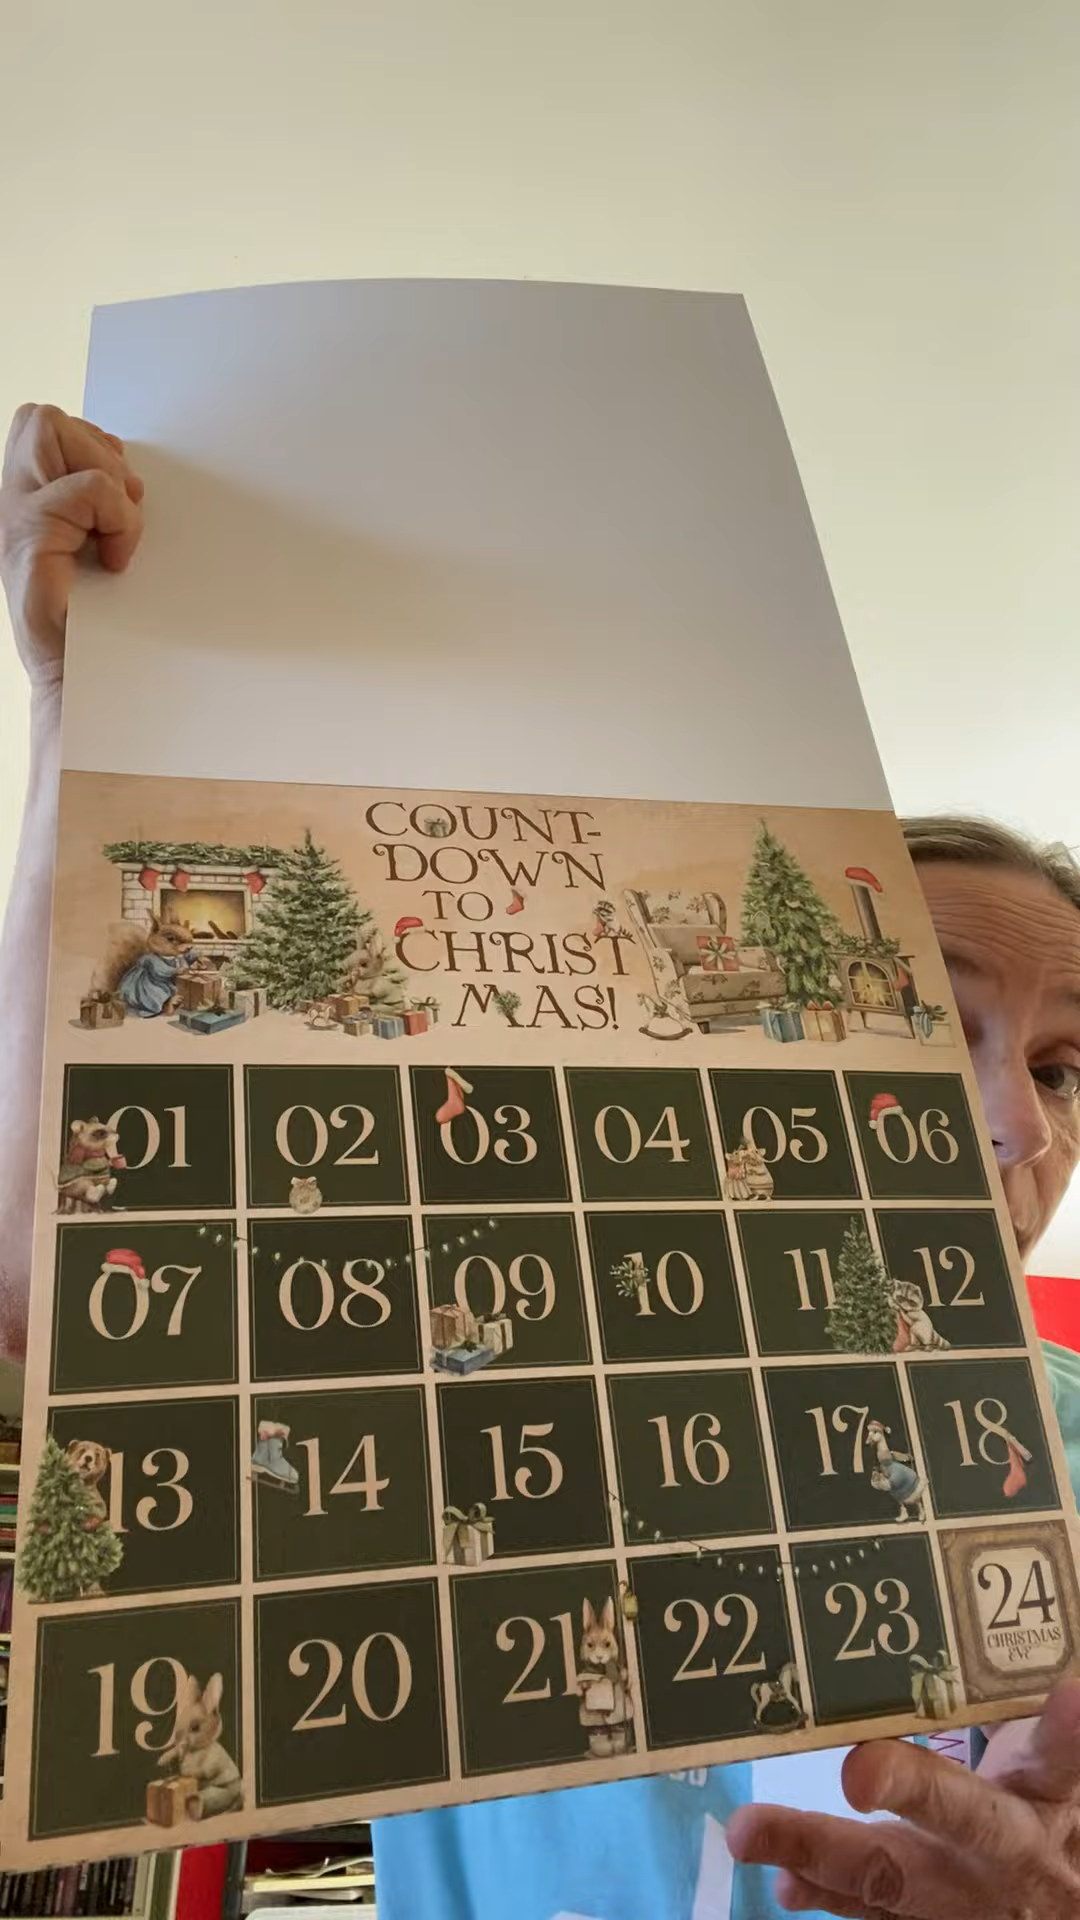 COUNT-
DOWN
TO
CHRIST
MAS!
01 02 03 04 05 06
07 08 09 10 11 12
13 14 15 16 17 18
19 20 21 22 23 24
CHRISTMAS
EVE